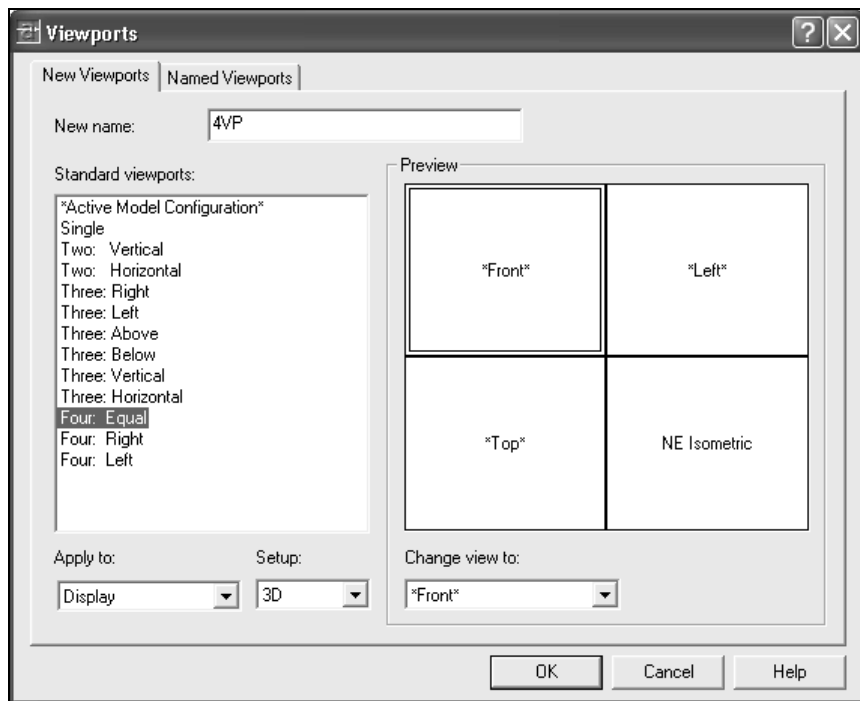 Viewports
New Viewports
Named Viewports
New name:
4VP
Standard viewports:
*Active Model Configuration*
Single
Two: Vertical
Two: Horizontal
Three: Right
Three: Left
Three: Above
Three: Below
Three: Vertical
Three: Horizontal
Four: Equal
Four: Right
Four: Left
Apply to:
Display
Setup:
3D
Preview
*Front*
*Left*
*Top*
NE Isometric
Change view to:
*Front*
OK
Cancel
Help